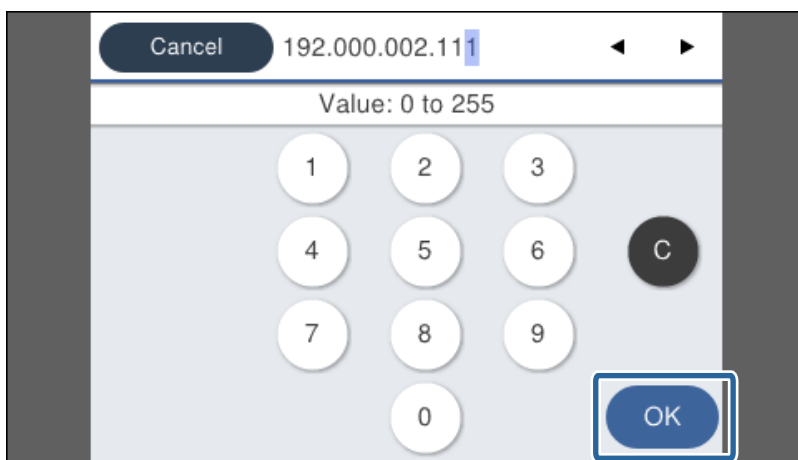 Cancel 192.000.002.111 ◄ ►
Value: 0 to 255
1 2 3
4 5 6 C
7 8 9
0 OK